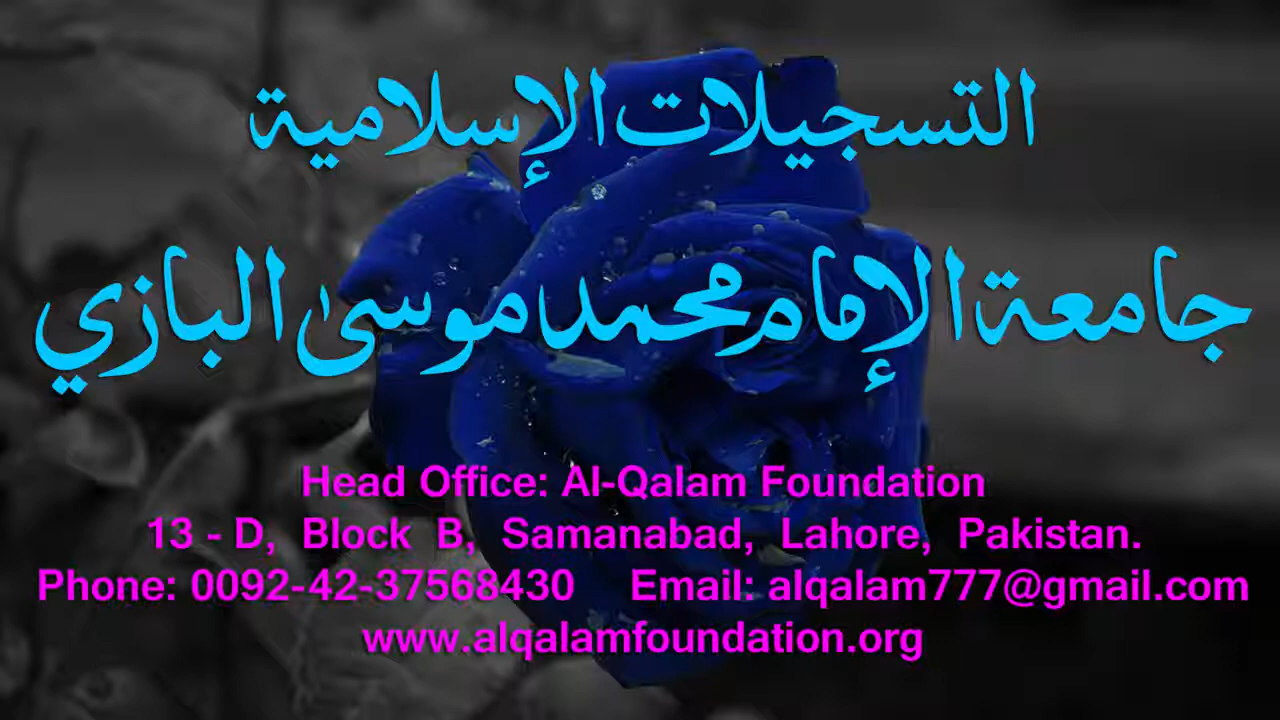 التسجيلات الإسلامية
جامعة الإمام محمد موسىٰ البازي
Head Office: Al-Qalam Foundation
13 - D, Block B, Samanabad, Lahore, Pakistan.
Phone: 0092-42-37568430 Email: alqalam777@gmail.com
www.alqalamfoundation.org